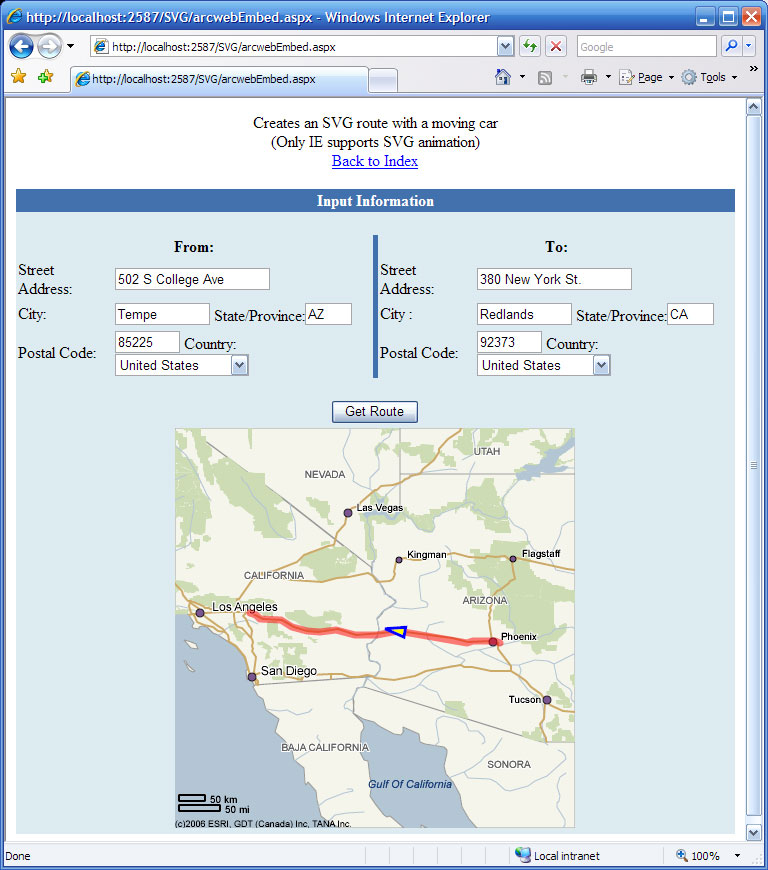 http://localhost:2587/SVG/arcwebEmbed.aspx - Windows Internet Explorer
http://localhost:2587/SVG/arcwebEmbed.aspx
Google
http://localhost:2587/SVG/arcwebEmbed.aspx
Page
Tools
Creates an SVG route with a moving car
(Only IE supports SVG animation)
Back to Index
Input Information
From:
Street Address: 502 S College Ave
City: Tempe State/Province: AZ
Postal Code: 85225 Country:
United States
To:
Street Address: 380 New York St.
City : Redlands State/Province: CA
Postal Code: 92373 Country:
United States
Get Route
UTAH
NEVADA
Las Vegas
Kingman
Flagstaff
CALIFORNIA
ARIZONA
Los Angeles
Phoenix
San Diego
Tucson
BAJA CALIFORNIA
SONORA
Gulf Of California
50 km
50 mi
(c)2006 ESRI, GDT (Canada) Inc, TANA Inc.
Done
Local intranet
100%